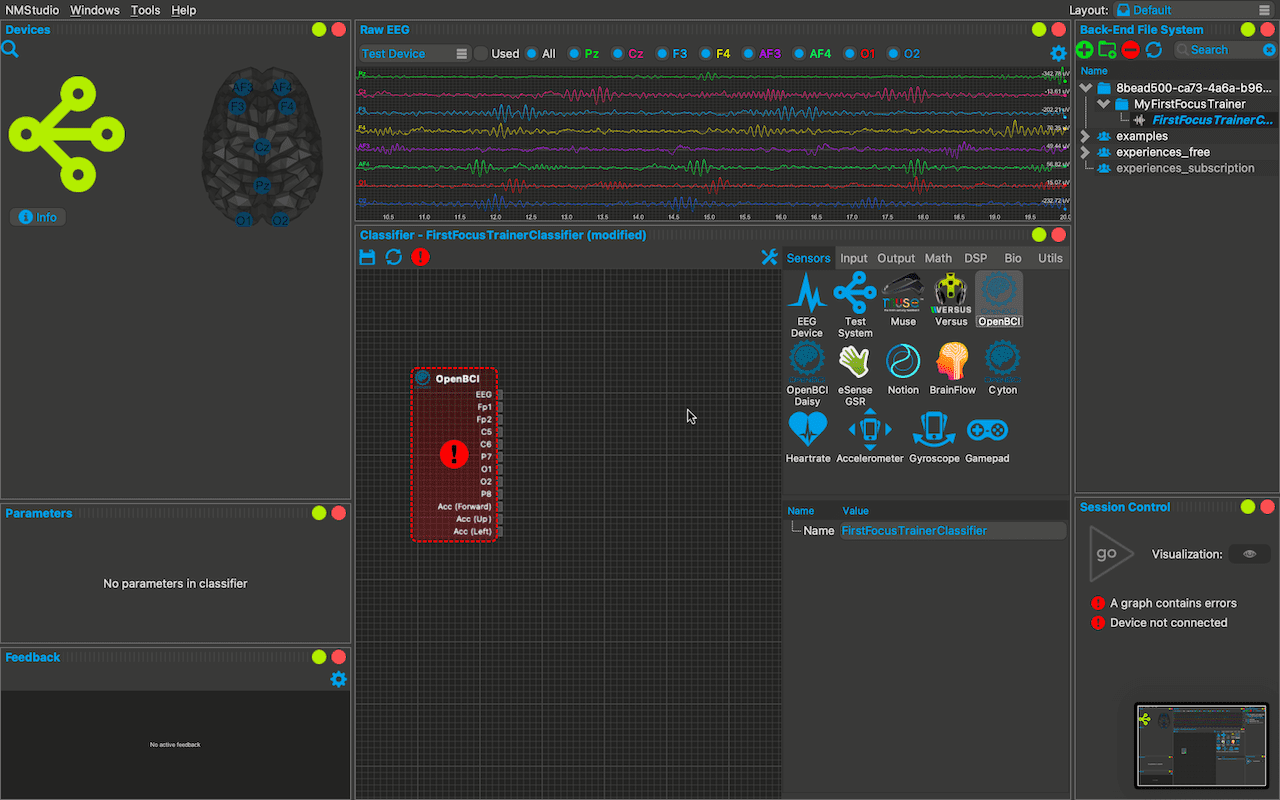 NMStudio Windows Tools Help
Layout: Default
Devices
AF3 AF4
F3 F4
Cz
Pz
O1 O2
Info
Parameters
No parameters in classifier
Feedback
No active feedback
Raw EEG
Test Device Used All Pz Cz F3 F4 AF3 AF4 O1 O2
Pz -342.78 uV
Cz -13.61 uV
F3 -202.21 uV
F4
AF3 49.44 uV
AF4 56.82 uV
O1 15.07 uV
-232.72 uV
10.5 11.0 11.5 12.0 12.5 13.0 13.5 14.0 14.5 15.0 15.5 16.0 16.5 17.0 17.5 18.0 18.5 19.0 19.5 20.0
Classifier - FirstFocusTrainerClassifier (modified)
OpenBCI
EEG
Fp1
Fp2
C5
C6
P7
O1
O2
P8
Acc (Forward)
Acc (Up)
Acc (Left)
Sensors Input Output Math DSP Bio Utils
muse
VERSUS
EEG Device
Test System
Muse
Versus
OpenBCI
OpenBCI Daisy
eSense GSR
Notion
BrainFlow
Cyton
Heartrate
Accelerometer
Gyroscope
Gamepad
Name Value
Name FirstFocusTrainerClassifier
Back-End File System
Search
Name
8bead500-ca73-4a6a-b96...
MyFirstFocusTrainer
FirstFocusTrainerC...
examples
experiences_free
experiences_subscription
Session Control
go
Visualization:
A graph contains errors
Device not connected